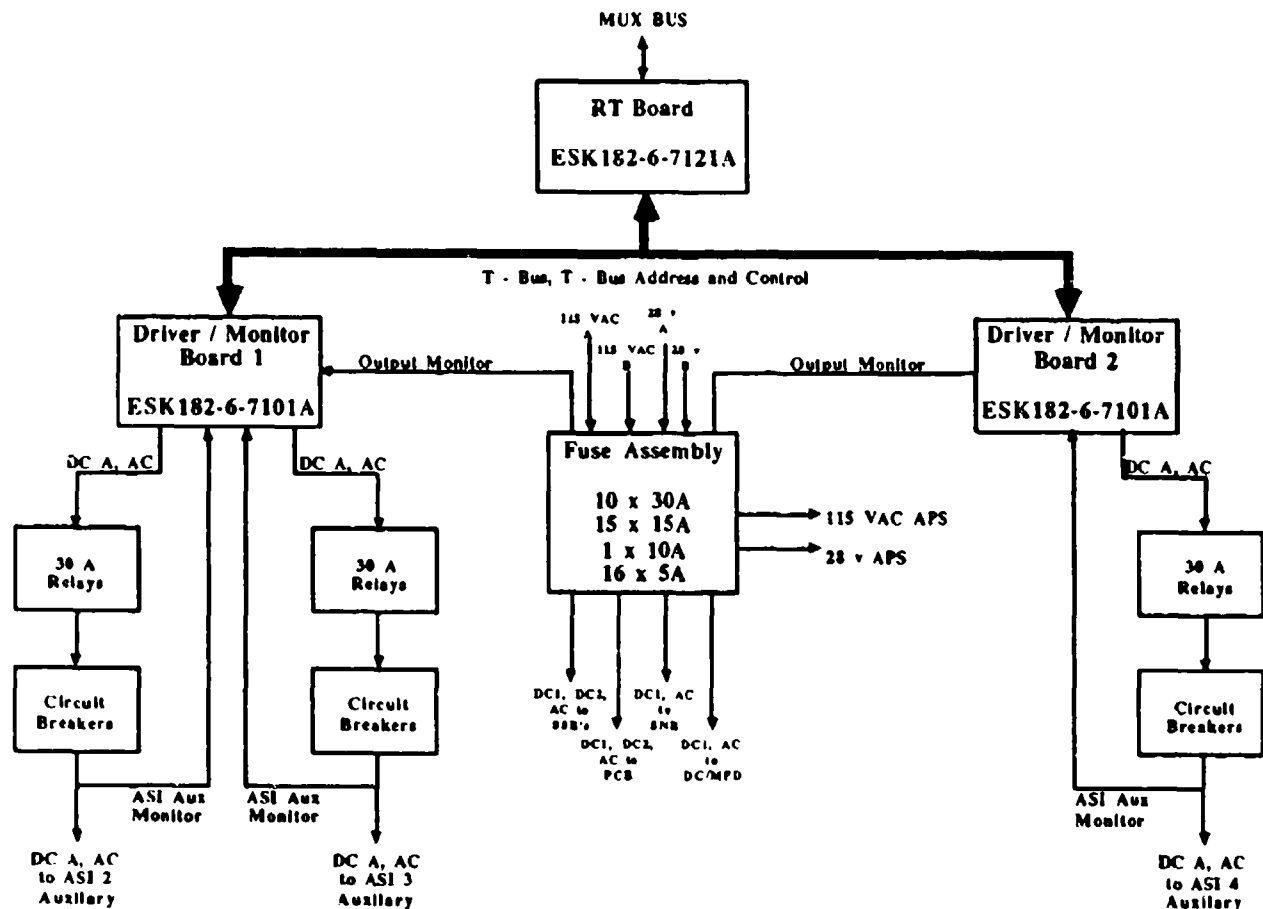 MUX BUS
RT Board
ESK182-6-7121A
T - Bus, T - Bus Address and Control
Driver / Monitor
Board 1
ESK182-6-7101A
Output Monitor
115 VAC
28 v
A
115 VAC
28 v
Output Monitor
Driver / Monitor
Board 2
ESK182-6-7101A
Fuse Assembly
10 x 30A
15 x 15A
1 x 10A
16 x 5A
115 VAC APS
28 v APS
DC A, AC
DC A, AC
DC A, AC
30 A
Relays
30 A
Relays
30 A
Relays
Circuit
Breakers
Circuit
Breakers
Circuit
Breakers
DC1, DC2,
AC to
DC1, AC
to
DC1, DC2,
AC to
PCB
DC1, AC
to
DC/MPD
ASI Aux
Monitor
ASI Aux
Monitor
ASI Aux
Monitor
DC A, AC
to ASI 2
Auxilary
DC A, AC
to ASI 3
Auxilary
DC A, AC
to ASI 4
Auxilary